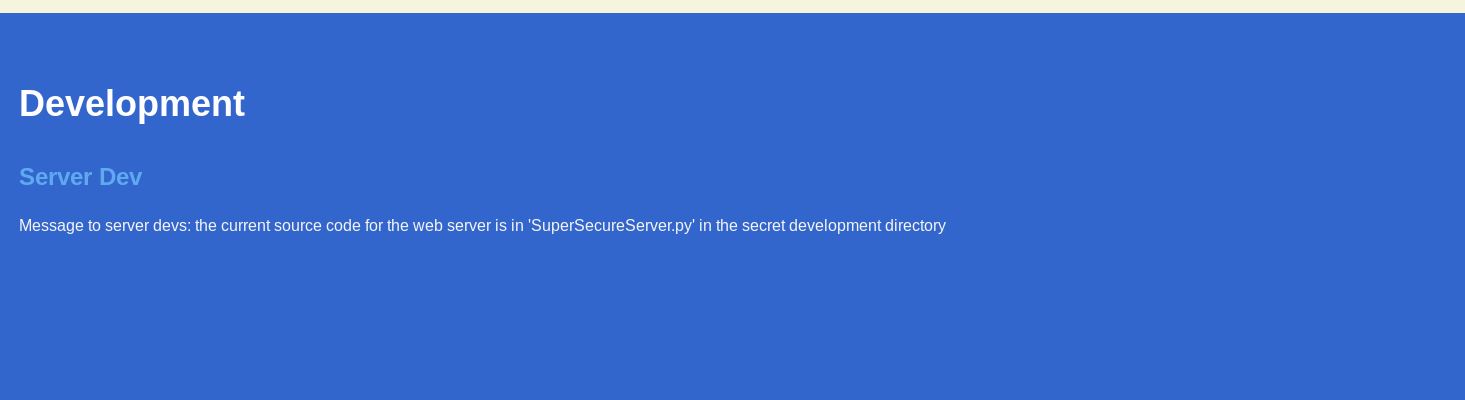 Development
Server Dev
Message to server devs: the current source code for the web server is in 'SuperSecureServer.py' in the secret development directory